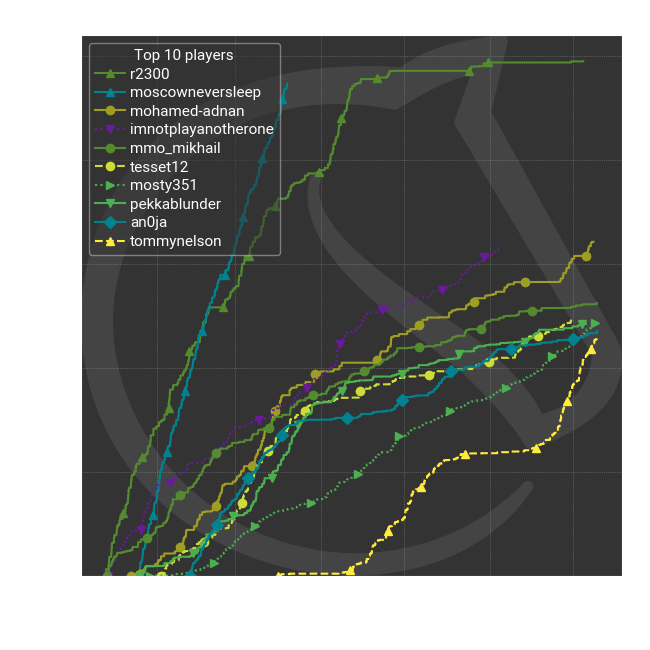 Top 10 players
r2300
moscowneversleep
mohamed-adnan
imnotplayanotherone
mmo_mikhail
tesset12
mosty351
pekkablunder
an0ja
tommynelson